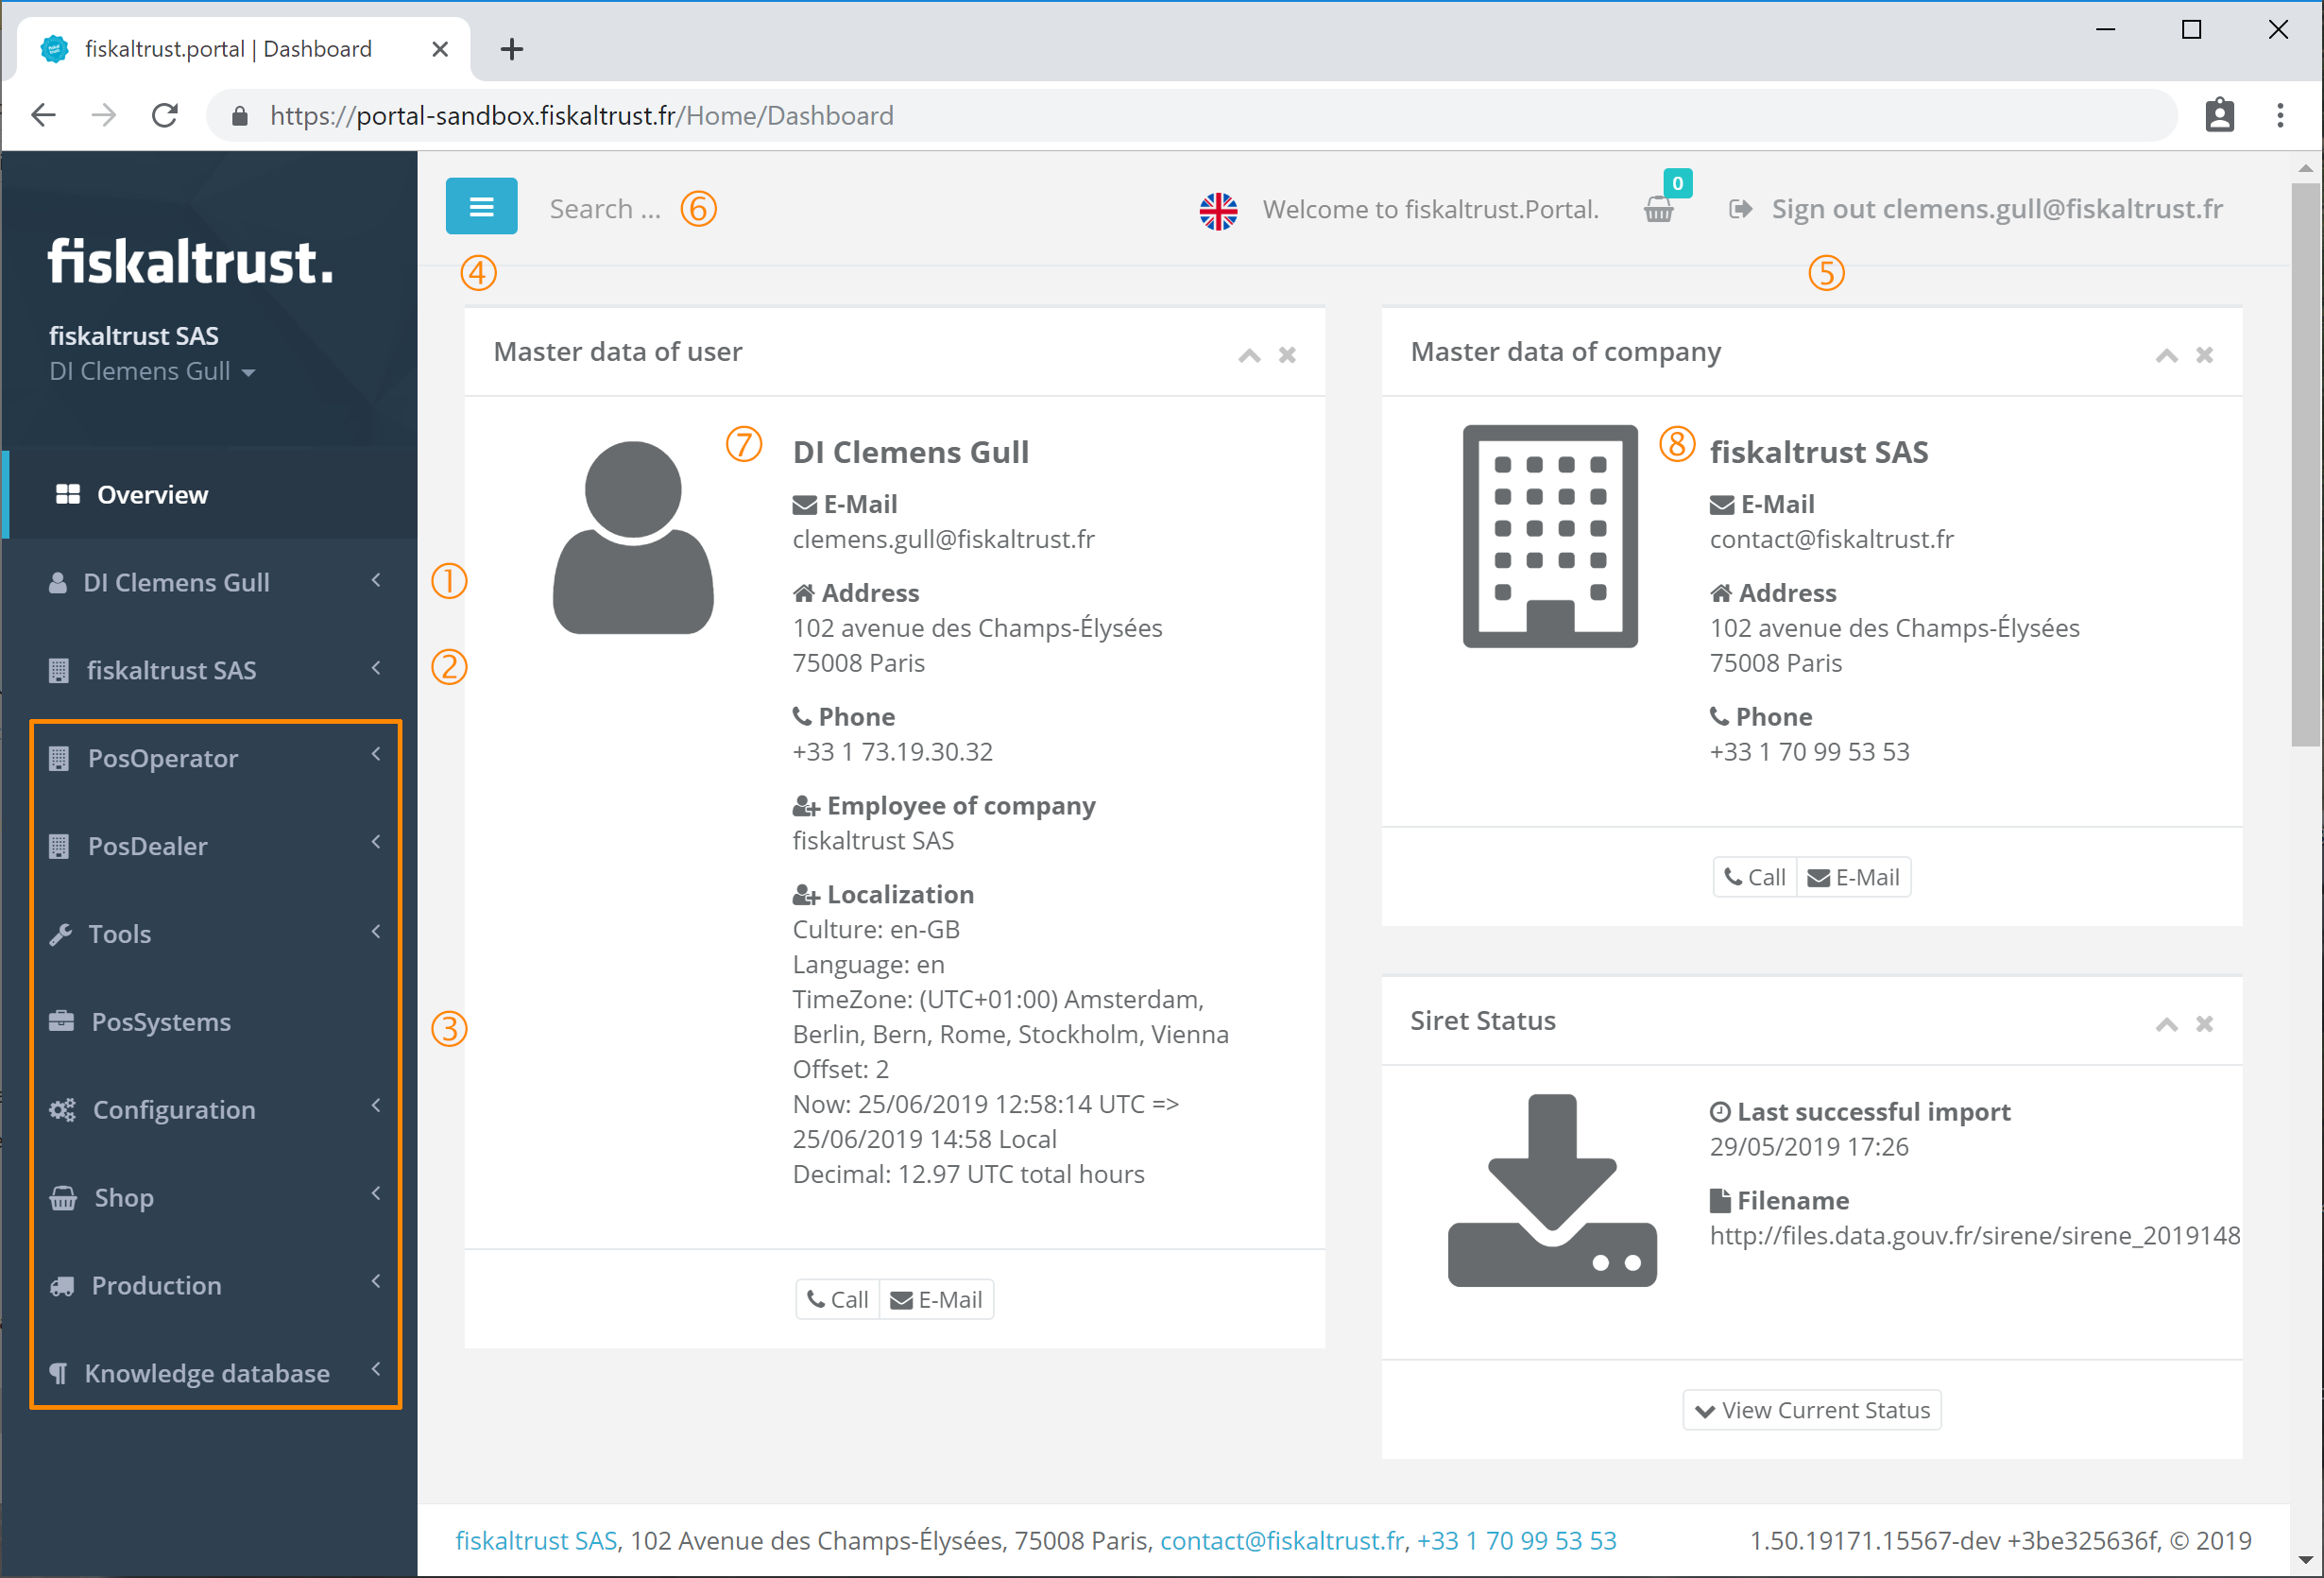 fiskaltrust.portal | Dashboard
https://portal-sandbox.fiskaltrust.fr/Home/Dashboard
fiskaltrust.
fiskaltrust SAS
DI Clemens Gull
Overview
DI Clemens Gull
①
fiskaltrust SAS
②
PosOperator
PosDealer
Tools
PosSystems
③
Configuration
Shop
Production
Knowledge database
Search ... ⑥
Welcome to fiskaltrust.Portal.
0
Sign out clemens.gull@fiskaltrust.fr
④
⑤
Master data of user
⑦ DI Clemens Gull
E-Mail
clemens.gull@fiskaltrust.fr
Address
102 avenue des Champs-Élysées
75008 Paris
Phone
+33 1 73.19.30.32
Employee of company
fiskaltrust SAS
Localization
Culture: en-GB
Language: en
TimeZone: (UTC+01:00) Amsterdam,
Berlin, Bern, Rome, Stockholm, Vienna
Offset: 2
Now: 25/06/2019 12:58:14 UTC =>
25/06/2019 14:58 Local
Decimal: 12.97 UTC total hours
Call E-Mail
Master data of company
⑧ fiskaltrust SAS
E-Mail
contact@fiskaltrust.fr
Address
102 avenue des Champs-Élysées
75008 Paris
Phone
+33 1 70 99 53 53
Call E-Mail
Siret Status
Last successful import
29/05/2019 17:26
Filename
http://files.data.gouv.fr/sirene/sirene_2019148
View Current Status
fiskaltrust SAS, 102 Avenue des Champs-Élysées, 75008 Paris, contact@fiskaltrust.fr, +33 1 70 99 53 53
1.50.19171.15567-dev +3be325636f, © 2019